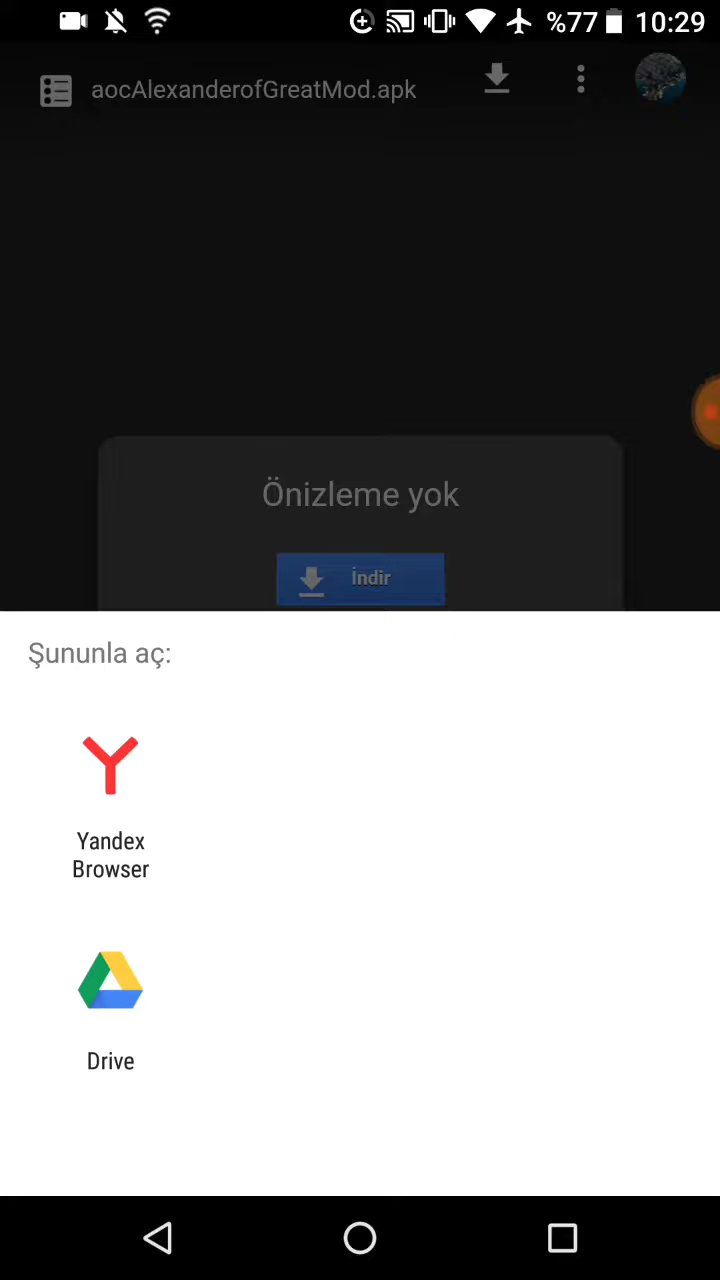 %77 10:29
aocAlexanderofGreatMod.apk
Önizleme yok
İndir
Şununla aç:
Yandex
Browser
Drive